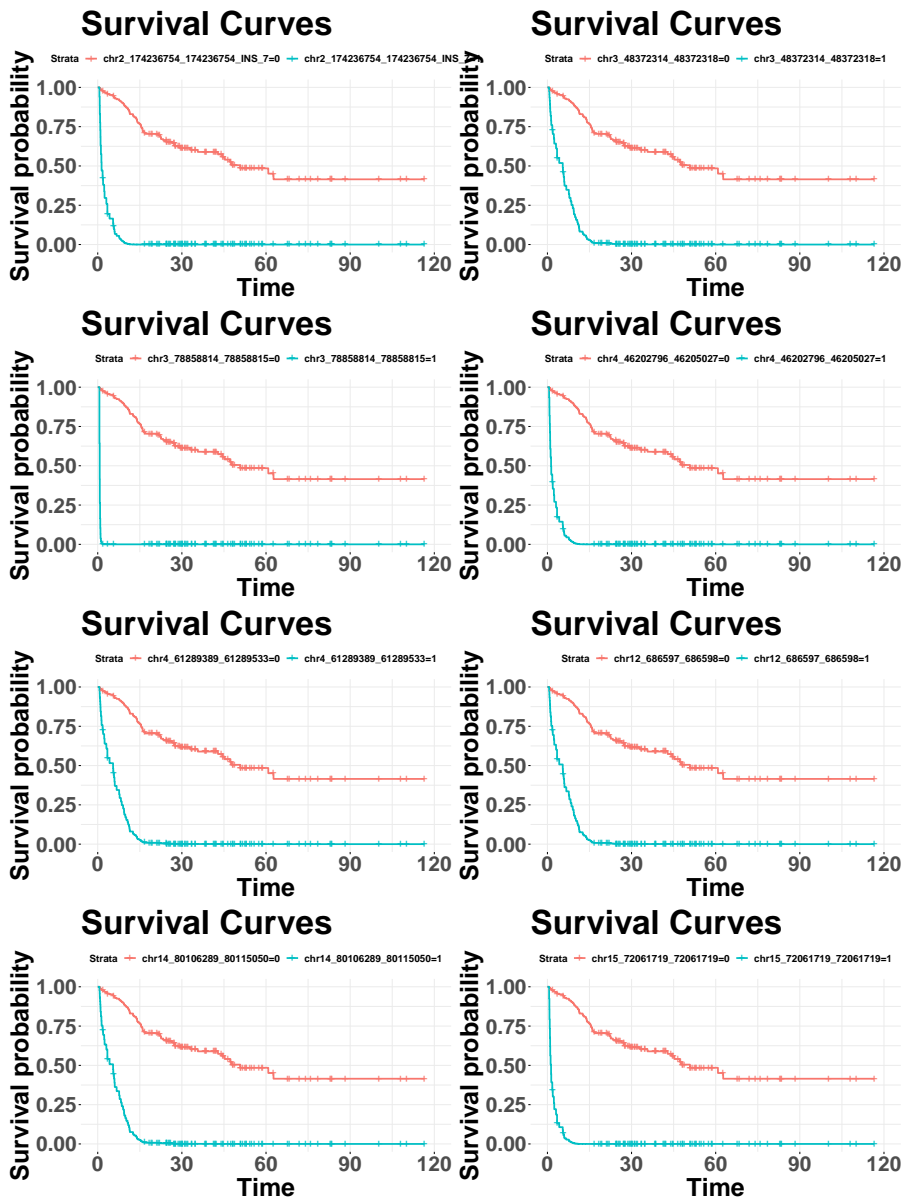 Survival Curves
Strata chr2_174236754_174236754_INS_7=0 chr2_174236754_174236754_INS_7=1
Survival probability
1.00
0.75
0.50
0.25
0.00
0 30 60 90 120
Time
Survival Curves
Strata chr3_48372314_48372318=0 chr3_48372314_48372318=1
Survival probability
1.00
0.75
0.50
0.25
0.00
0 30 60 90 120
Time
Survival Curves
Strata chr3_78858814_78858815=0 chr3_78858814_78858815=1
Survival probability
1.00
0.75
0.50
0.25
0.00
0 30 60 90 120
Time
Survival Curves
Strata chr4_46202796_46205027=0 chr4_46202796_46205027=1
Survival probability
1.00
0.75
0.50
0.25
0.00
0 30 60 90 120
Time
Survival Curves
Strata chr4_61289389_61289533=0 chr4_61289389_61289533=1
Survival probability
1.00
0.75
0.50
0.25
0.00
0 30 60 90 120
Time
Survival Curves
Strata chr12_686597_686598=0 chr12_686597_686598=1
Survival probability
1.00
0.75
0.50
0.25
0.00
0 30 60 90 120
Time
Survival Curves
Strata chr14_80106289_80115050=0 chr14_80106289_80115050=1
Survival probability
1.00
0.75
0.50
0.25
0.00
0 30 60 90 120
Time
Survival Curves
Strata chr15_72061719_72061719=0 chr15_72061719_72061719=1
Survival probability
1.00
0.75
0.50
0.25
0.00
0 30 60 90 120
Time